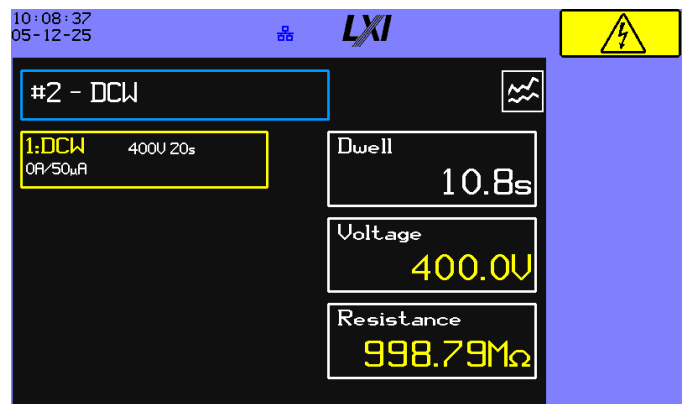 10:08:37
05-12-25
LXI
#2 - DCW
1:DCW 400V 20s
0A/50µA
Dwell
10.8s
Voltage
400.0V
Resistance
998.79MΩ